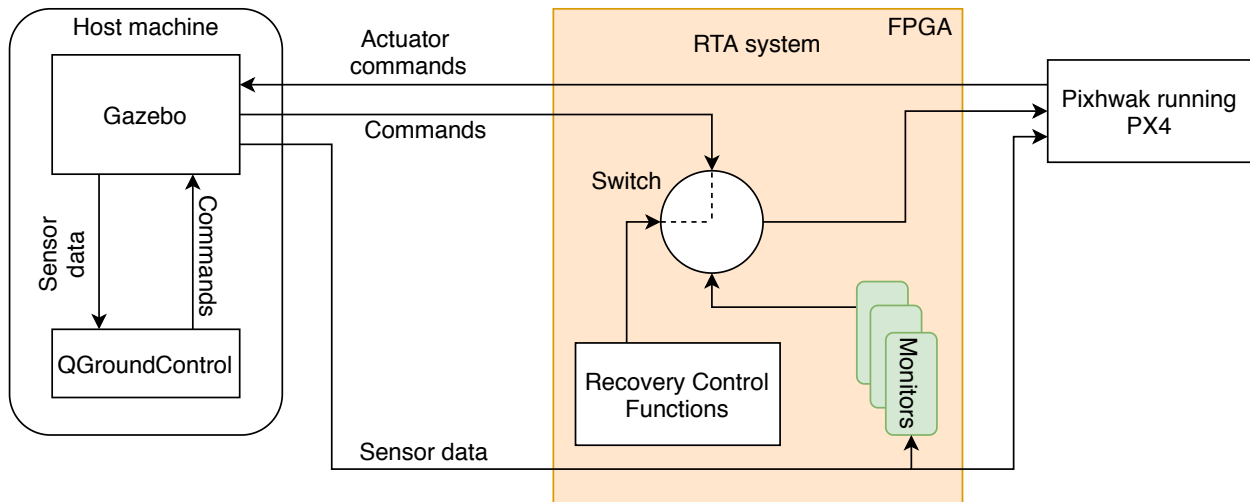 Host machine
Gazebo
Sensor
data
Commands
QGroundControl
Actuator
commands
Commands
Sensor data
FPGA
RTA system
Switch
Recovery Control
Functions
Monitors
Pixhwak running
PX4